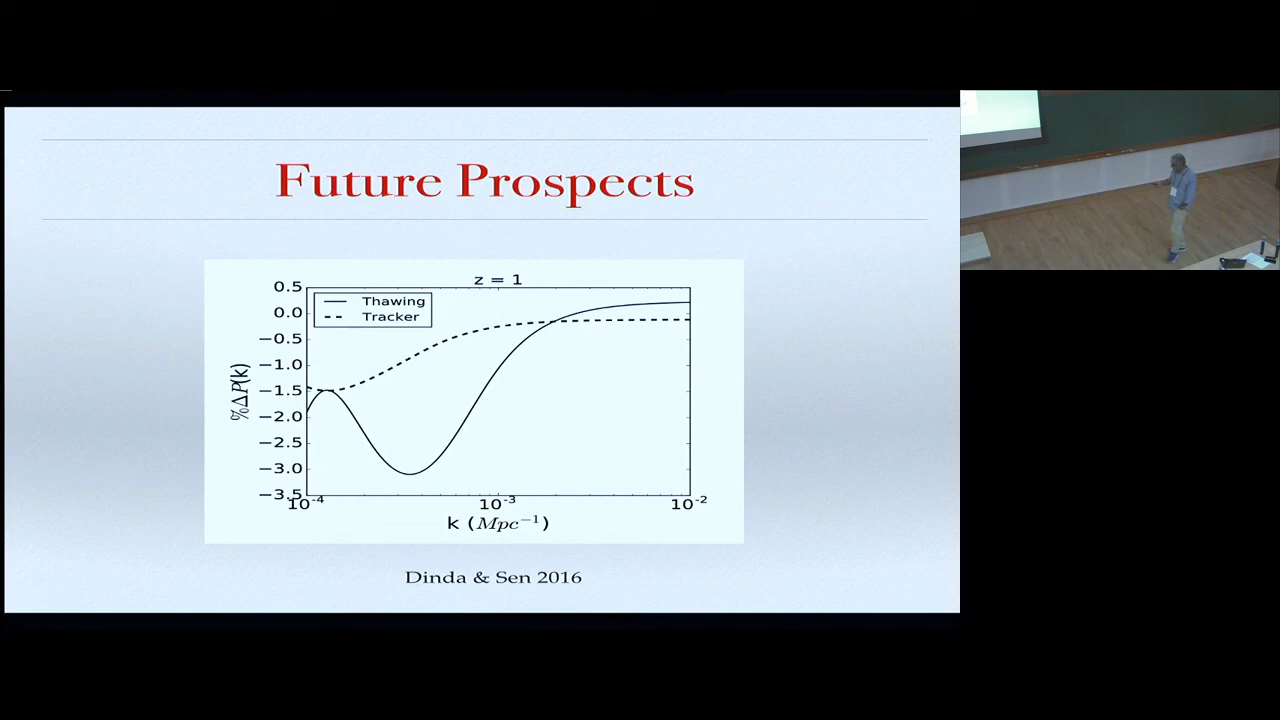 Future Prospects
z = 1
Thawing
Tracker
0.5
0.0
−0.5
−1.0
−1.5
−2.0
−2.5
−3.0
−3.5
%ΔP(k)
10⁻⁴ 10⁻³ 10⁻²
k (Mpc⁻¹)
Dinda & Sen 2016